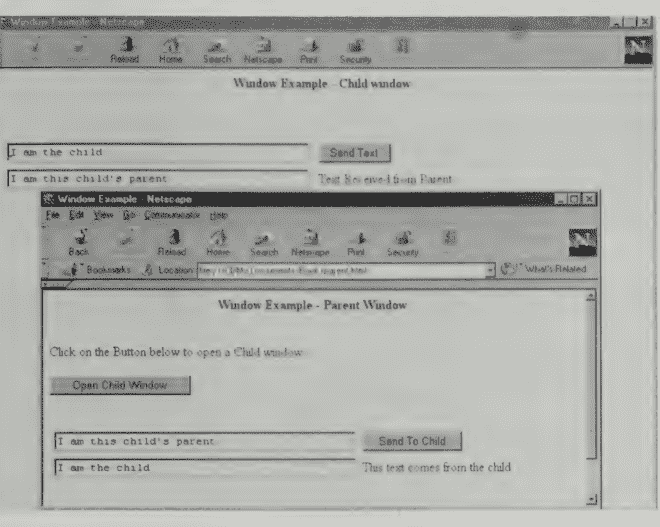 Window Example - Netscape
Reload Home Search Netscape Print Security
N
Window Example - Child window
I am the child Send Text
I am this child's parent Text Received from Parent
Window Example - Netscape
File Edit View Go Communicator Help
Back Reload Home Search Netscape Print Security
N
Bookmarks Location: What's Related
Window Example - Parent Window
Click on the Button below to open a Child window
Open Child Window
I am this child's parent Send To Child
I am the child This text comes from the child